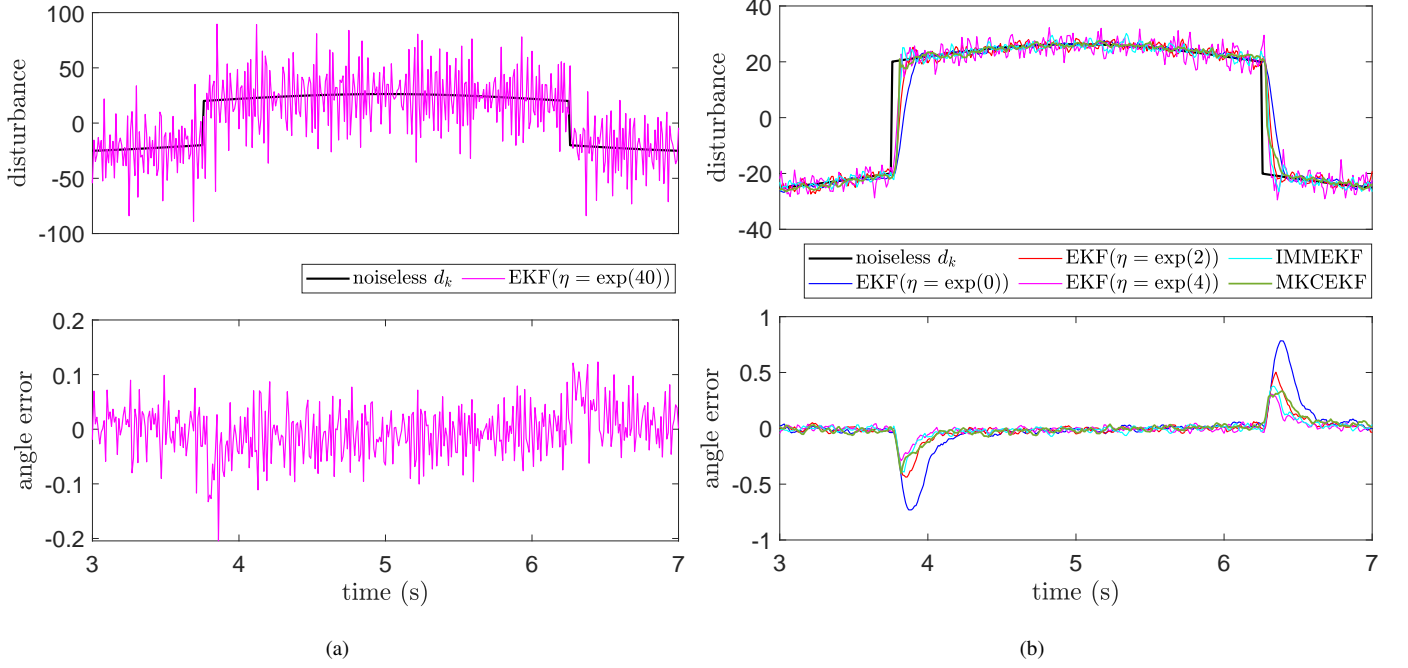 100
50
0
-50
-100
disturbance
noiseless d_k
EKF(η = exp(40))
0.2
0.1
0
-0.1
-0.2
angle error
3
4
5
6
7
time (s)
(a)
40
20
0
-20
-40
disturbance
noiseless d_k
EKF(η = exp(2))
IMMEKF
EKF(η = exp(0))
EKF(η = exp(4))
MKCEKF
1
0.5
0
-0.5
-1
angle error
3
4
5
6
7
time (s)
(b)